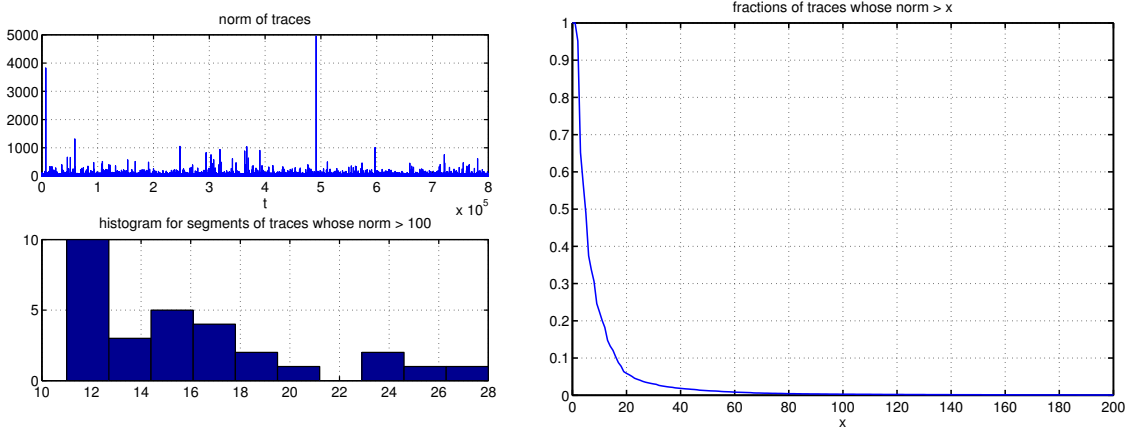 norm of traces
5000
4000
3000
2000
1000
0
0 1 2 3 4 5 6 7 8
t
x 10^5
histogram for segments of traces whose norm > 100
10
5
0
10 12 14 16 18 20 22 24 26 28
fractions of traces whose norm > x
1
0.9
0.8
0.7
0.6
0.5
0.4
0.3
0.2
0.1
0
0 20 40 60 80 100 120 140 160 180 200
x